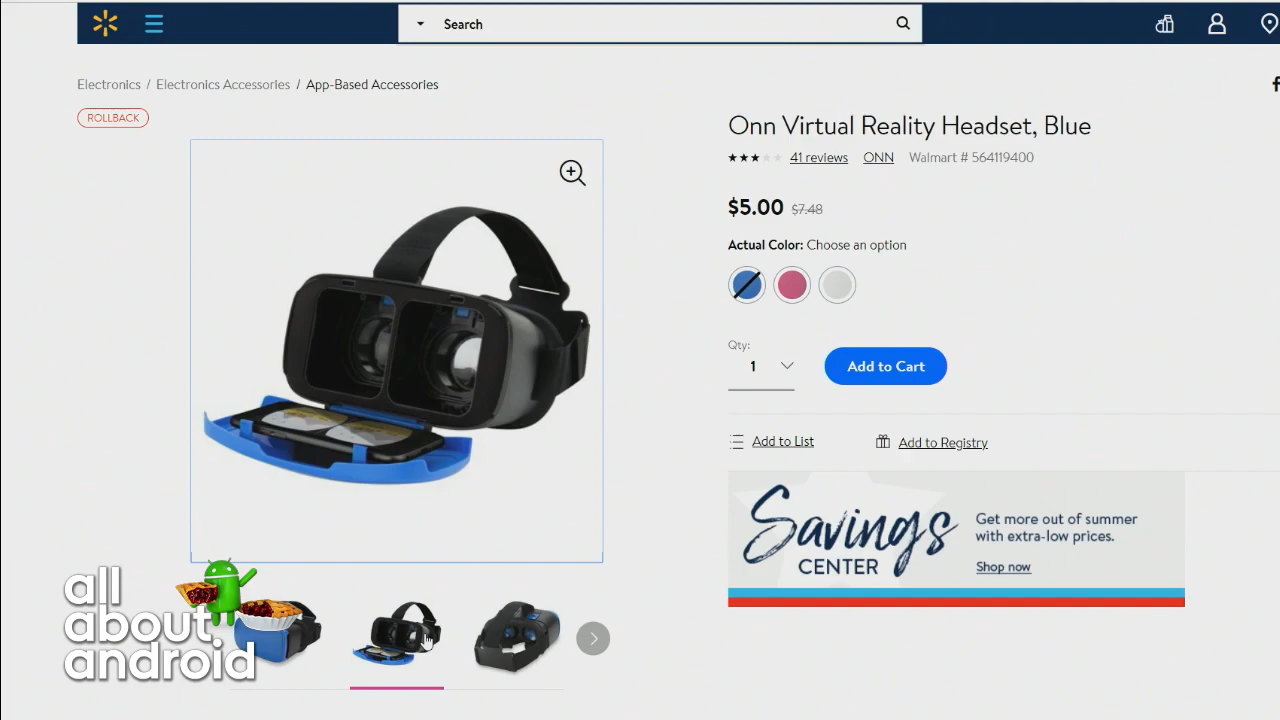 Search
Electronics / Electronics Accessories / App-Based Accessories
ROLLBACK
Onn Virtual Reality Headset, Blue
41 reviews ONN Walmart # 564119400
$5.00 $7.48
Actual Color: Choose an option
Qty:
1 Add to Cart
Add to List Add to Registry
Savings
CENTER
Get more out of summer
with extra-low prices.
Shop now
all
about
android